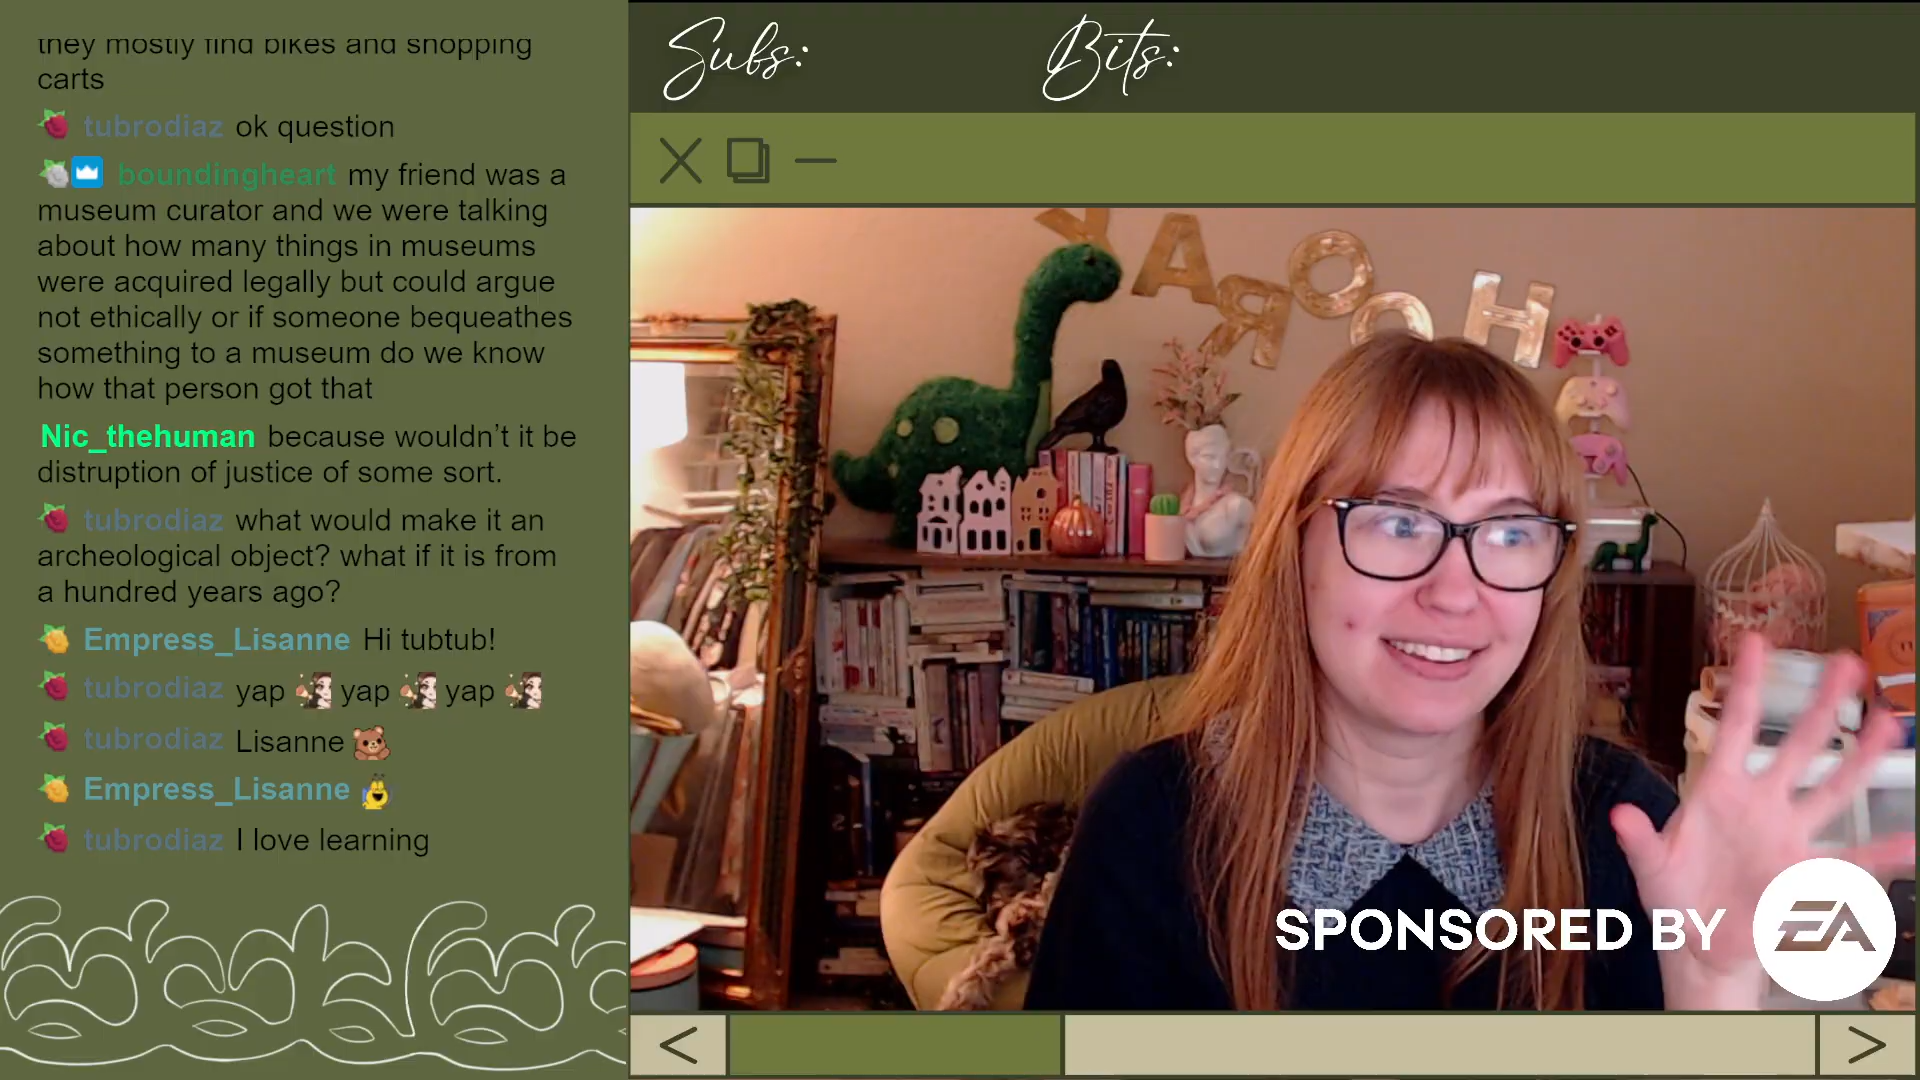 they mostly find bikes and shopping
carts
tubrodiaz ok question
boundingheart my friend was a
museum curator and we were talking
about how many things in museums
were acquired legally but could argue
not ethically or if someone bequeathes
something to a museum do we know
how that person got that
Nic_thehuman because wouldn't it be
distruption of justice of some sort.
tubrodiaz what would make it an
archeological object? what if it is from
a hundred years ago?
Empress_Lisanne Hi tubtub!
tubrodiaz yap yap yap
tubrodiaz Lisanne
Empress_Lisanne
tubrodiaz I love learning
Subs:
Bits:
HOORAY
SPONSORED BY EA